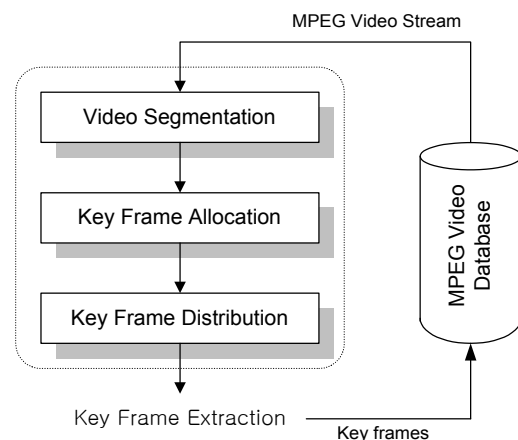 MPEG Video Stream
Video Segmentation
Key Frame Allocation
Key Frame Distribution
MPEG Video
Database
Key Frame Extraction
Key frames